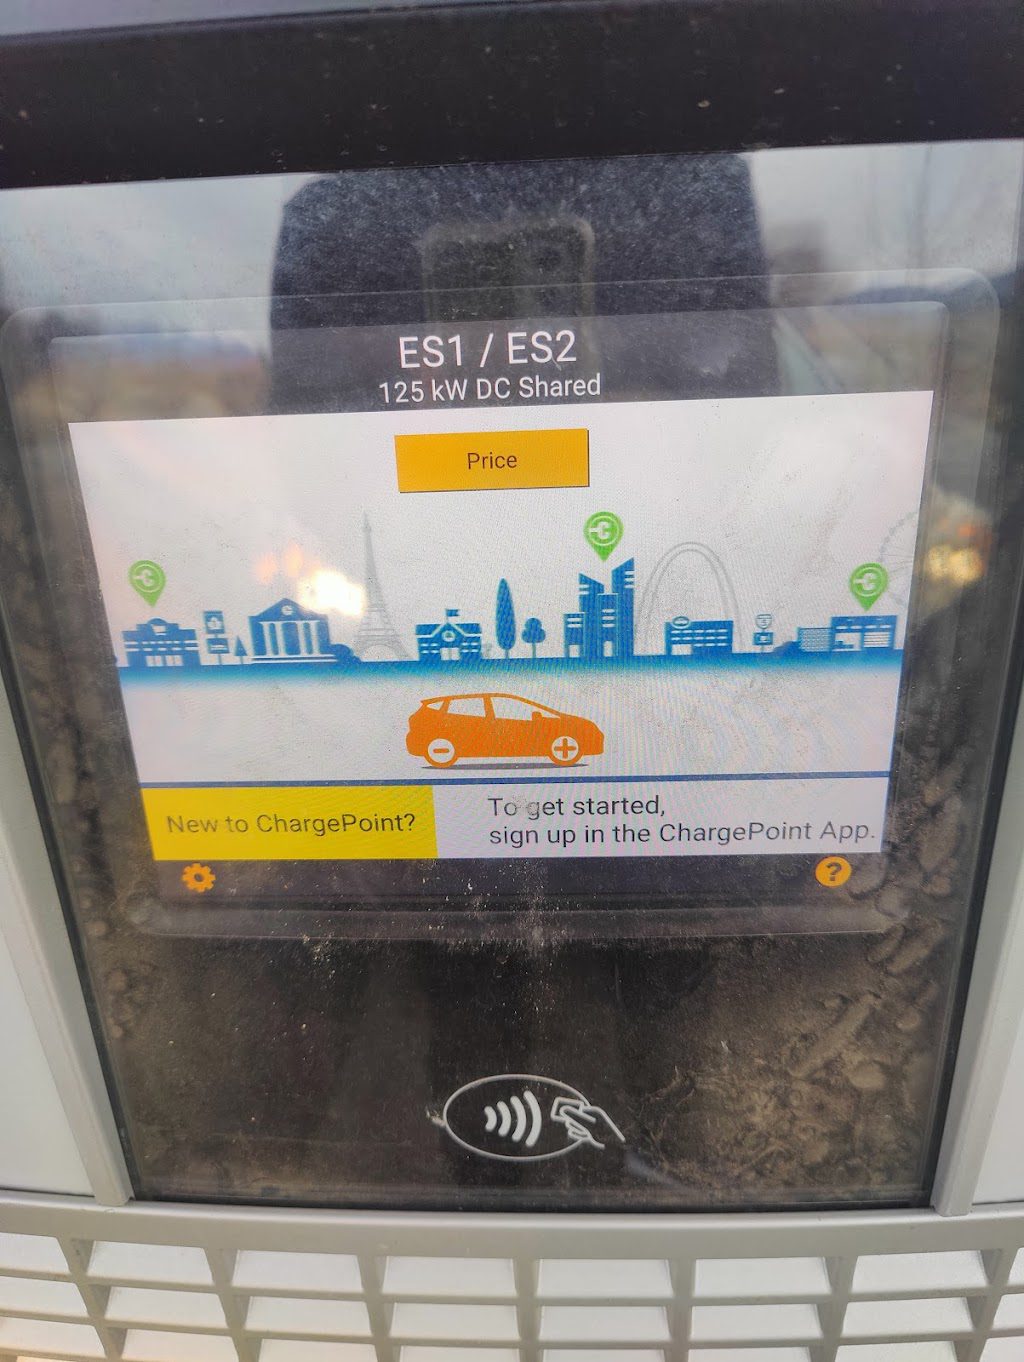 ES1 / ES2
125 kW DC Shared
Price
New to ChargePoint?
To get started,
sign up in the ChargePoint App.
?